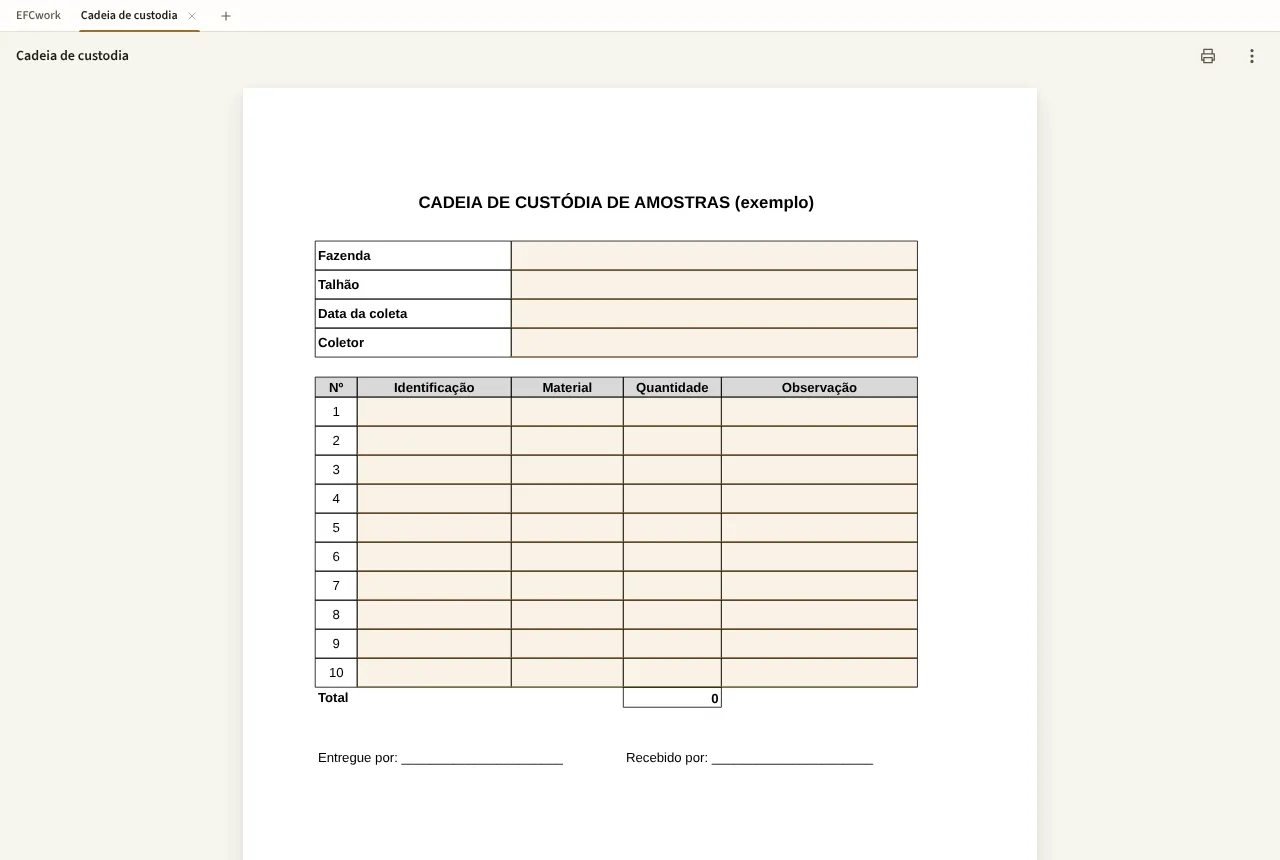 EFCwork Cadeia de custodia
Cadeia de custodia
CADEIA DE CUSTÓDIA DE AMOSTRAS (exemplo)
Fazenda
Talhão
Data da coleta
Coletor
Nº Identificação Material Quantidade Observação
1
2
3
4
5
6
7
8
9
10
Total 0
Entregue por: _______________________ Recebido por: _______________________